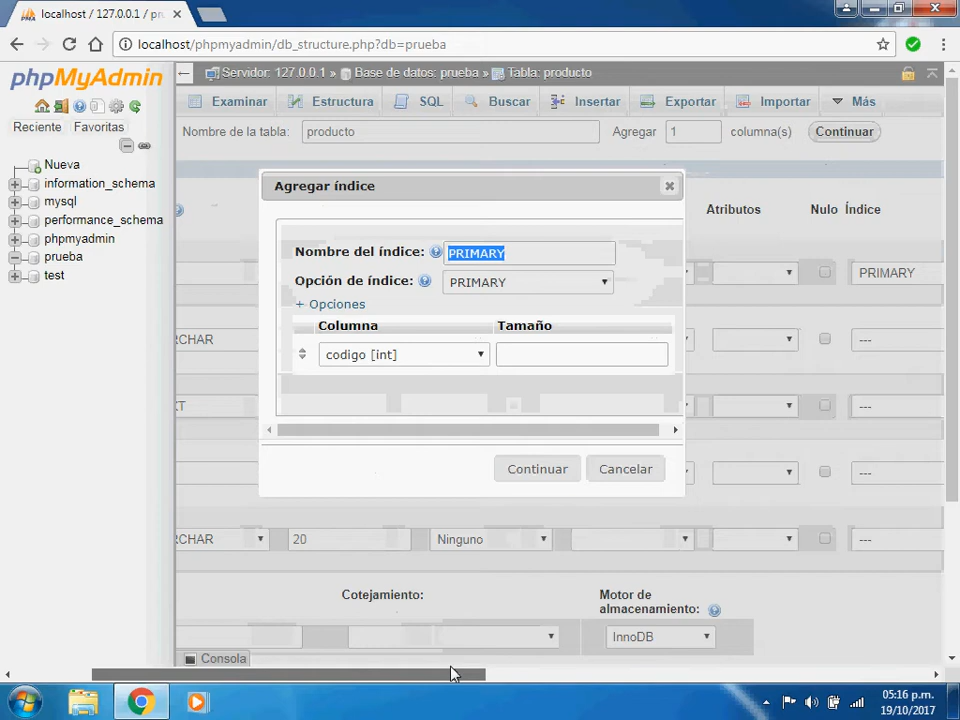 localhost / 127.0.0.1 / p
localhost/phpmyadmin/db_structure.php?db=prueba
phpMyAdmin
Reciente
Favoritas
Nueva
information_schema
mysql
performance_schema
phpmyadmin
prueba
test
Servidor: 127.0.0.1 » Base de datos: prueba » Tabla: producto
Examinar Estructura SQL Buscar Insertar Exportar Importar Más
Nombre de la tabla: producto Agregar 1 columna(s) Continuar
Agregar índice
Atributos Nulo Índice
Nombre del índice: PRIMARY
Opción de índice: PRIMARY
PRIMARY
+ Opciones
Columna Tamaño
codigo [int]
RCHAR ---
XT ---
Continuar Cancelar
---
RCHAR 20 Ninguno ---
Cotejamiento: Motor de
almacenamiento:
InnoDB
Consola
05:16 p.m.
19/10/2017